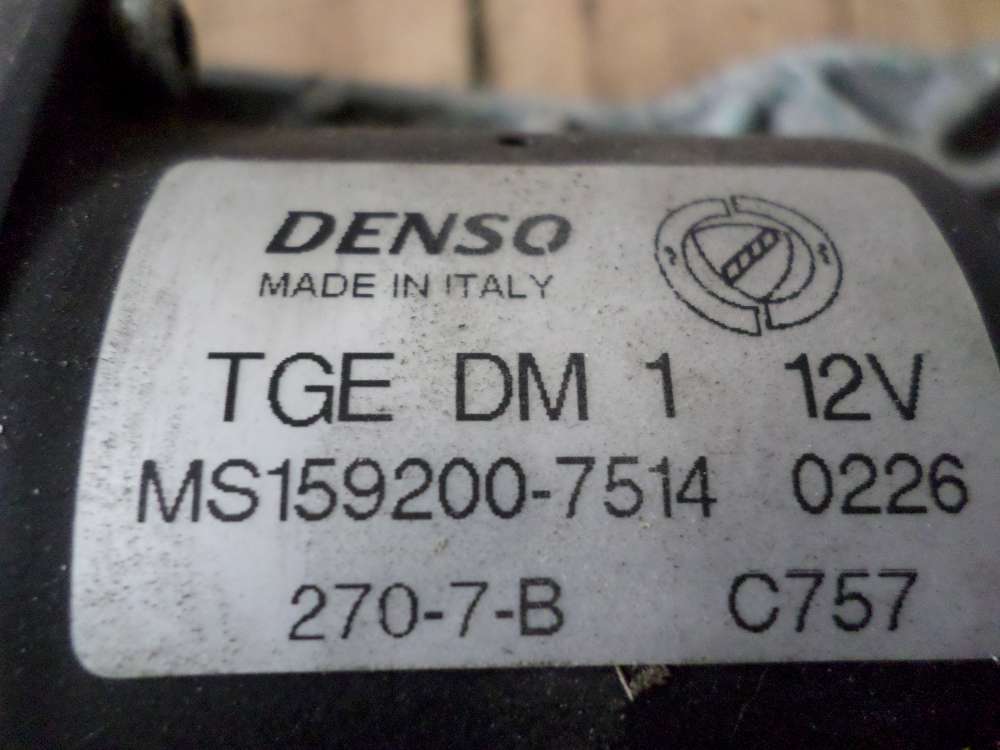 DENSO
MADE IN ITALY
TGE DM 1 12V
MS159200-7514 0226
270-7-B C757